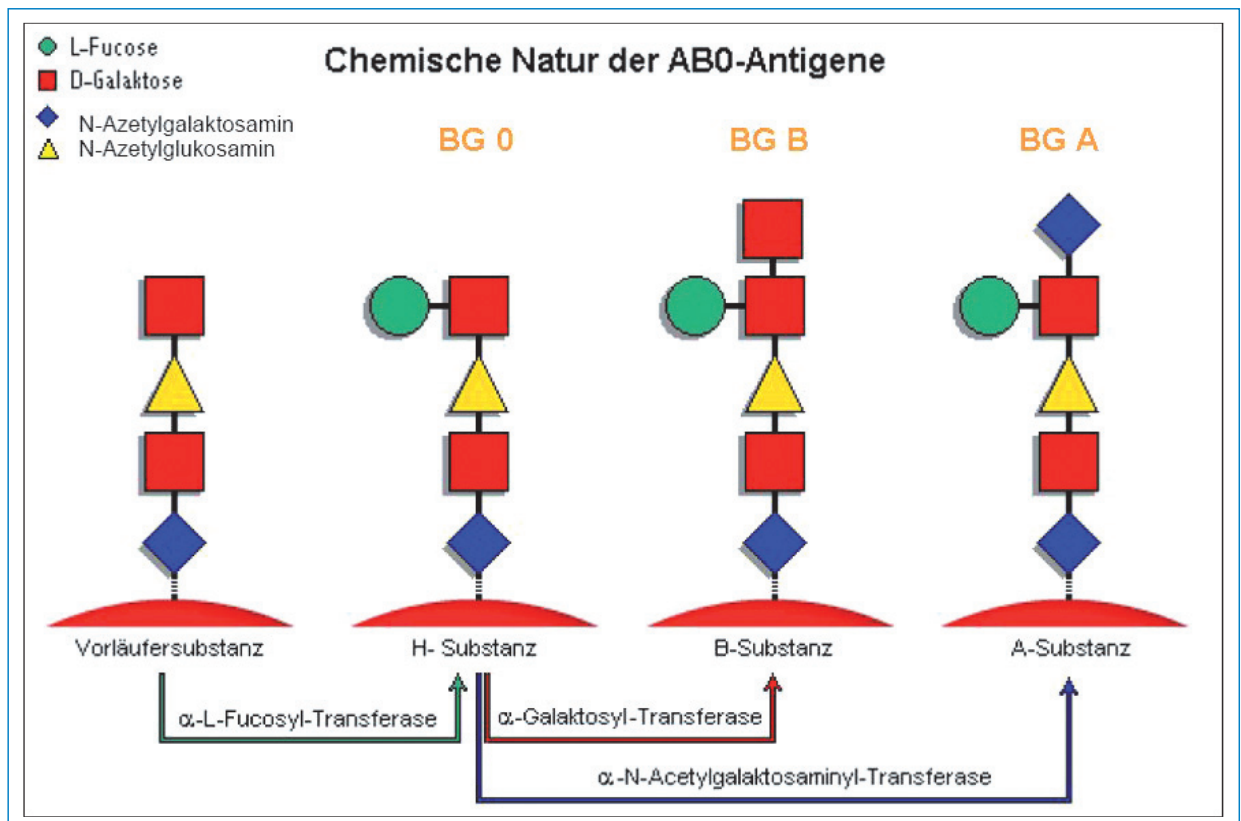 L-Fucose
D-Galaktose
N-Azetylgalaktosamin
N-Azetylglukosamin
Chemische Natur der AB0-Antigene
BG 0
BG B
BG A
Vorläufersubstanz
H- Substanz
B-Substanz
A-Substanz
α-L-Fucosyl-Transferase
α-Galaktosyl-Transferase
α-N-Acetylgalaktosaminyl-Transferase